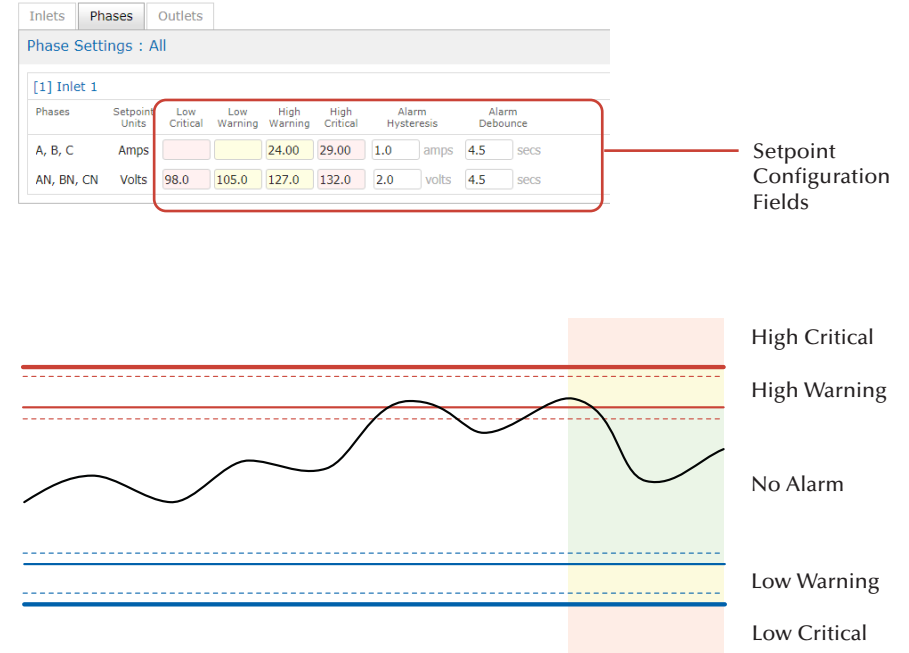 Inlets Phases Outlets
Phase Settings : All
[1] Inlet 1
Phases Setpoint Units Low Critical Low Warning High Warning High Critical Alarm Hysteresis Alarm Debounce
A, B, C Amps 24.00 29.00 1.0 amps 4.5 secs
AN, BN, CN Volts 98.0 105.0 127.0 132.0 2.0 volts 4.5 secs
Setpoint
Configuration
Fields
High Critical
High Warning
No Alarm
Low Warning
Low Critical